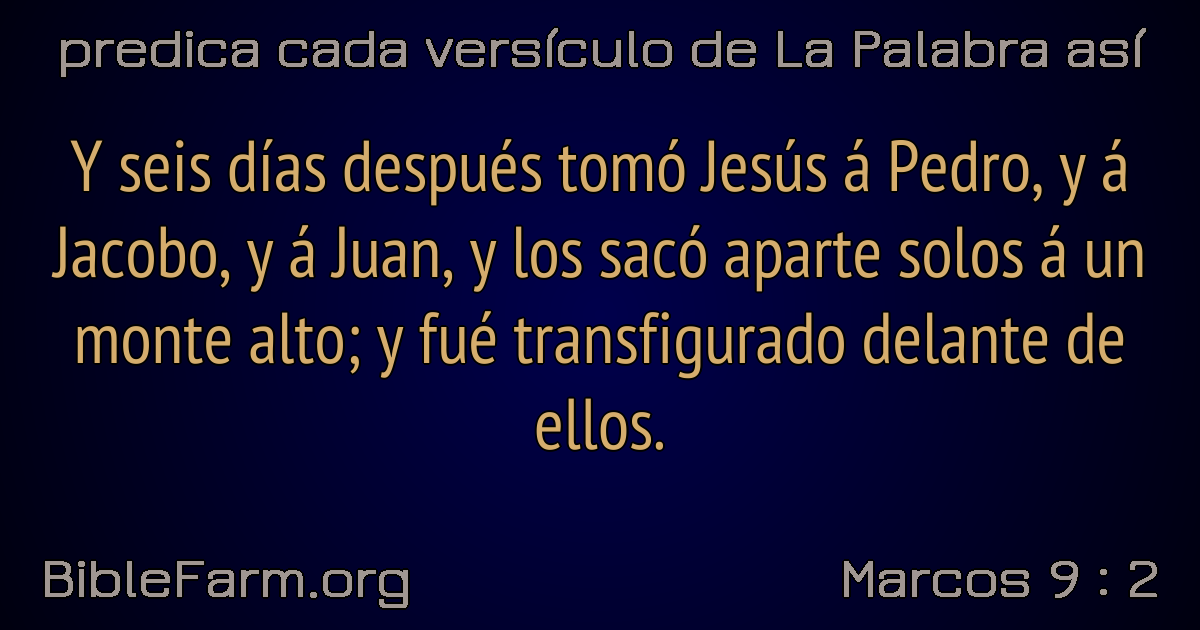 predica cada versículo de La Palabra así
Y seis días después tomó Jesús á Pedro, y á
Jacobo, y á Juan, y los sacó aparte solos á un
monte alto; y fué transfigurado delante de
ellos.
BibleFarm.org
Marcos 9 : 2